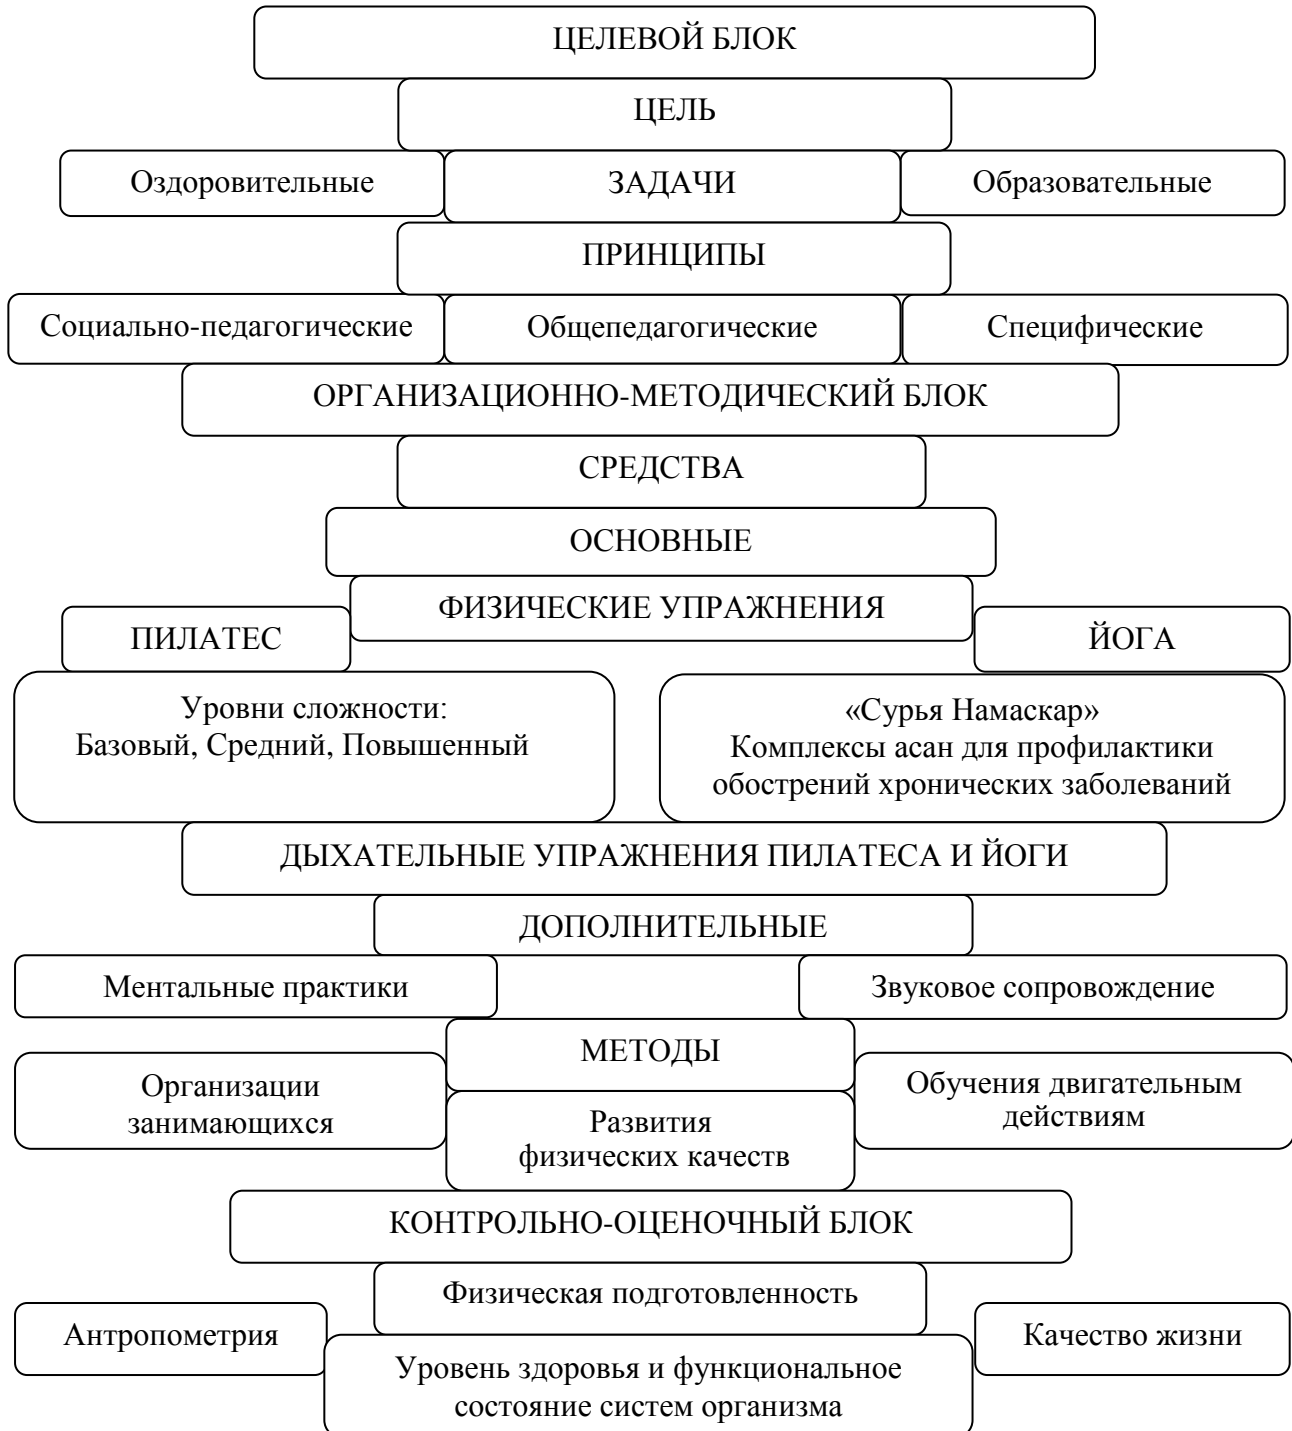 ЦЕЛЕВОЙ БЛОК
ЦЕЛЬ
Оздоровительные
ЗАДАЧИ
Образовательные
ПРИНЦИПЫ
Социально-педагогические
Общепедагогические
Специфические
ОРГАНИЗАЦИОННО-МЕТОДИЧЕСКИЙ БЛОК
СРЕДСТВА
ОСНОВНЫЕ
ФИЗИЧЕСКИЕ УПРАЖНЕНИЯ
ПИЛАТЕС
ЙОГА
Уровни сложности:
Базовый, Средний, Повышенный
«Сурья Намаскар»
Комплексы асан для профилактики
обострений хронических заболеваний
ДЫХАТЕЛЬНЫЕ УПРАЖНЕНИЯ ПИЛАТЕСА И ЙОГИ
ДОПОЛНИТЕЛЬНЫЕ
Ментальные практики
Звуковое сопровождение
МЕТОДЫ
Организации
занимающихся
Обучения двигательным
действиям
Развития
физических качеств
КОНТРОЛЬНО-ОЦЕНОЧНЫЙ БЛОК
Физическая подготовленность
Антропометрия
Качество жизни
Уровень здоровья и функциональное
состояние систем организма